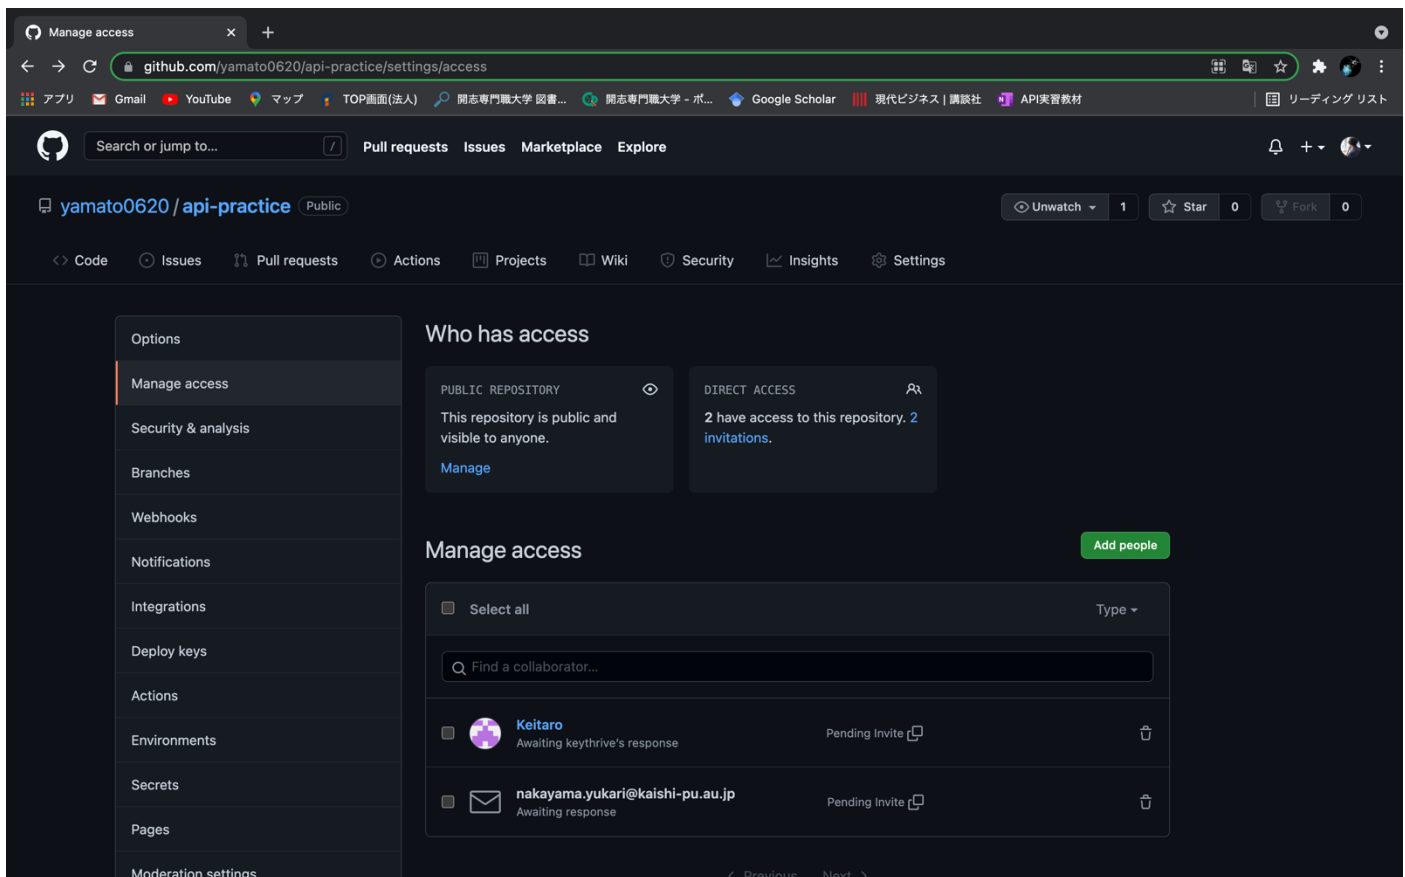 Manage access
github.com/yamato0620/api-practice/settings/access
アプリ Gmail YouTube マップ TOP画面(法人) 開志専門職大学 図書... 開志専門職大学 - ポ... Google Scholar 現代ビジネス | 講談社 API実習教材 リーディング リスト
Search or jump to... / Pull requests Issues Marketplace Explore
yamato0620 / api-practice Public Unwatch 1 Star 0 Fork 0
Code Issues Pull requests Actions Projects Wiki Security Insights Settings
Options
Manage access
Security & analysis
Branches
Webhooks
Notifications
Integrations
Deploy keys
Actions
Environments
Secrets
Pages
Moderation settings
Who has access
PUBLIC REPOSITORY
This repository is public and
visible to anyone.
Manage
DIRECT ACCESS
2 have access to this repository. 2
invitations.
Manage access
Add people
Select all Type
Find a collaborator...
Keitaro
Awaiting keythrive's response
Pending Invite
nakayama.yukari@kaishi-pu.au.jp
Awaiting response
Pending Invite
Previous Next